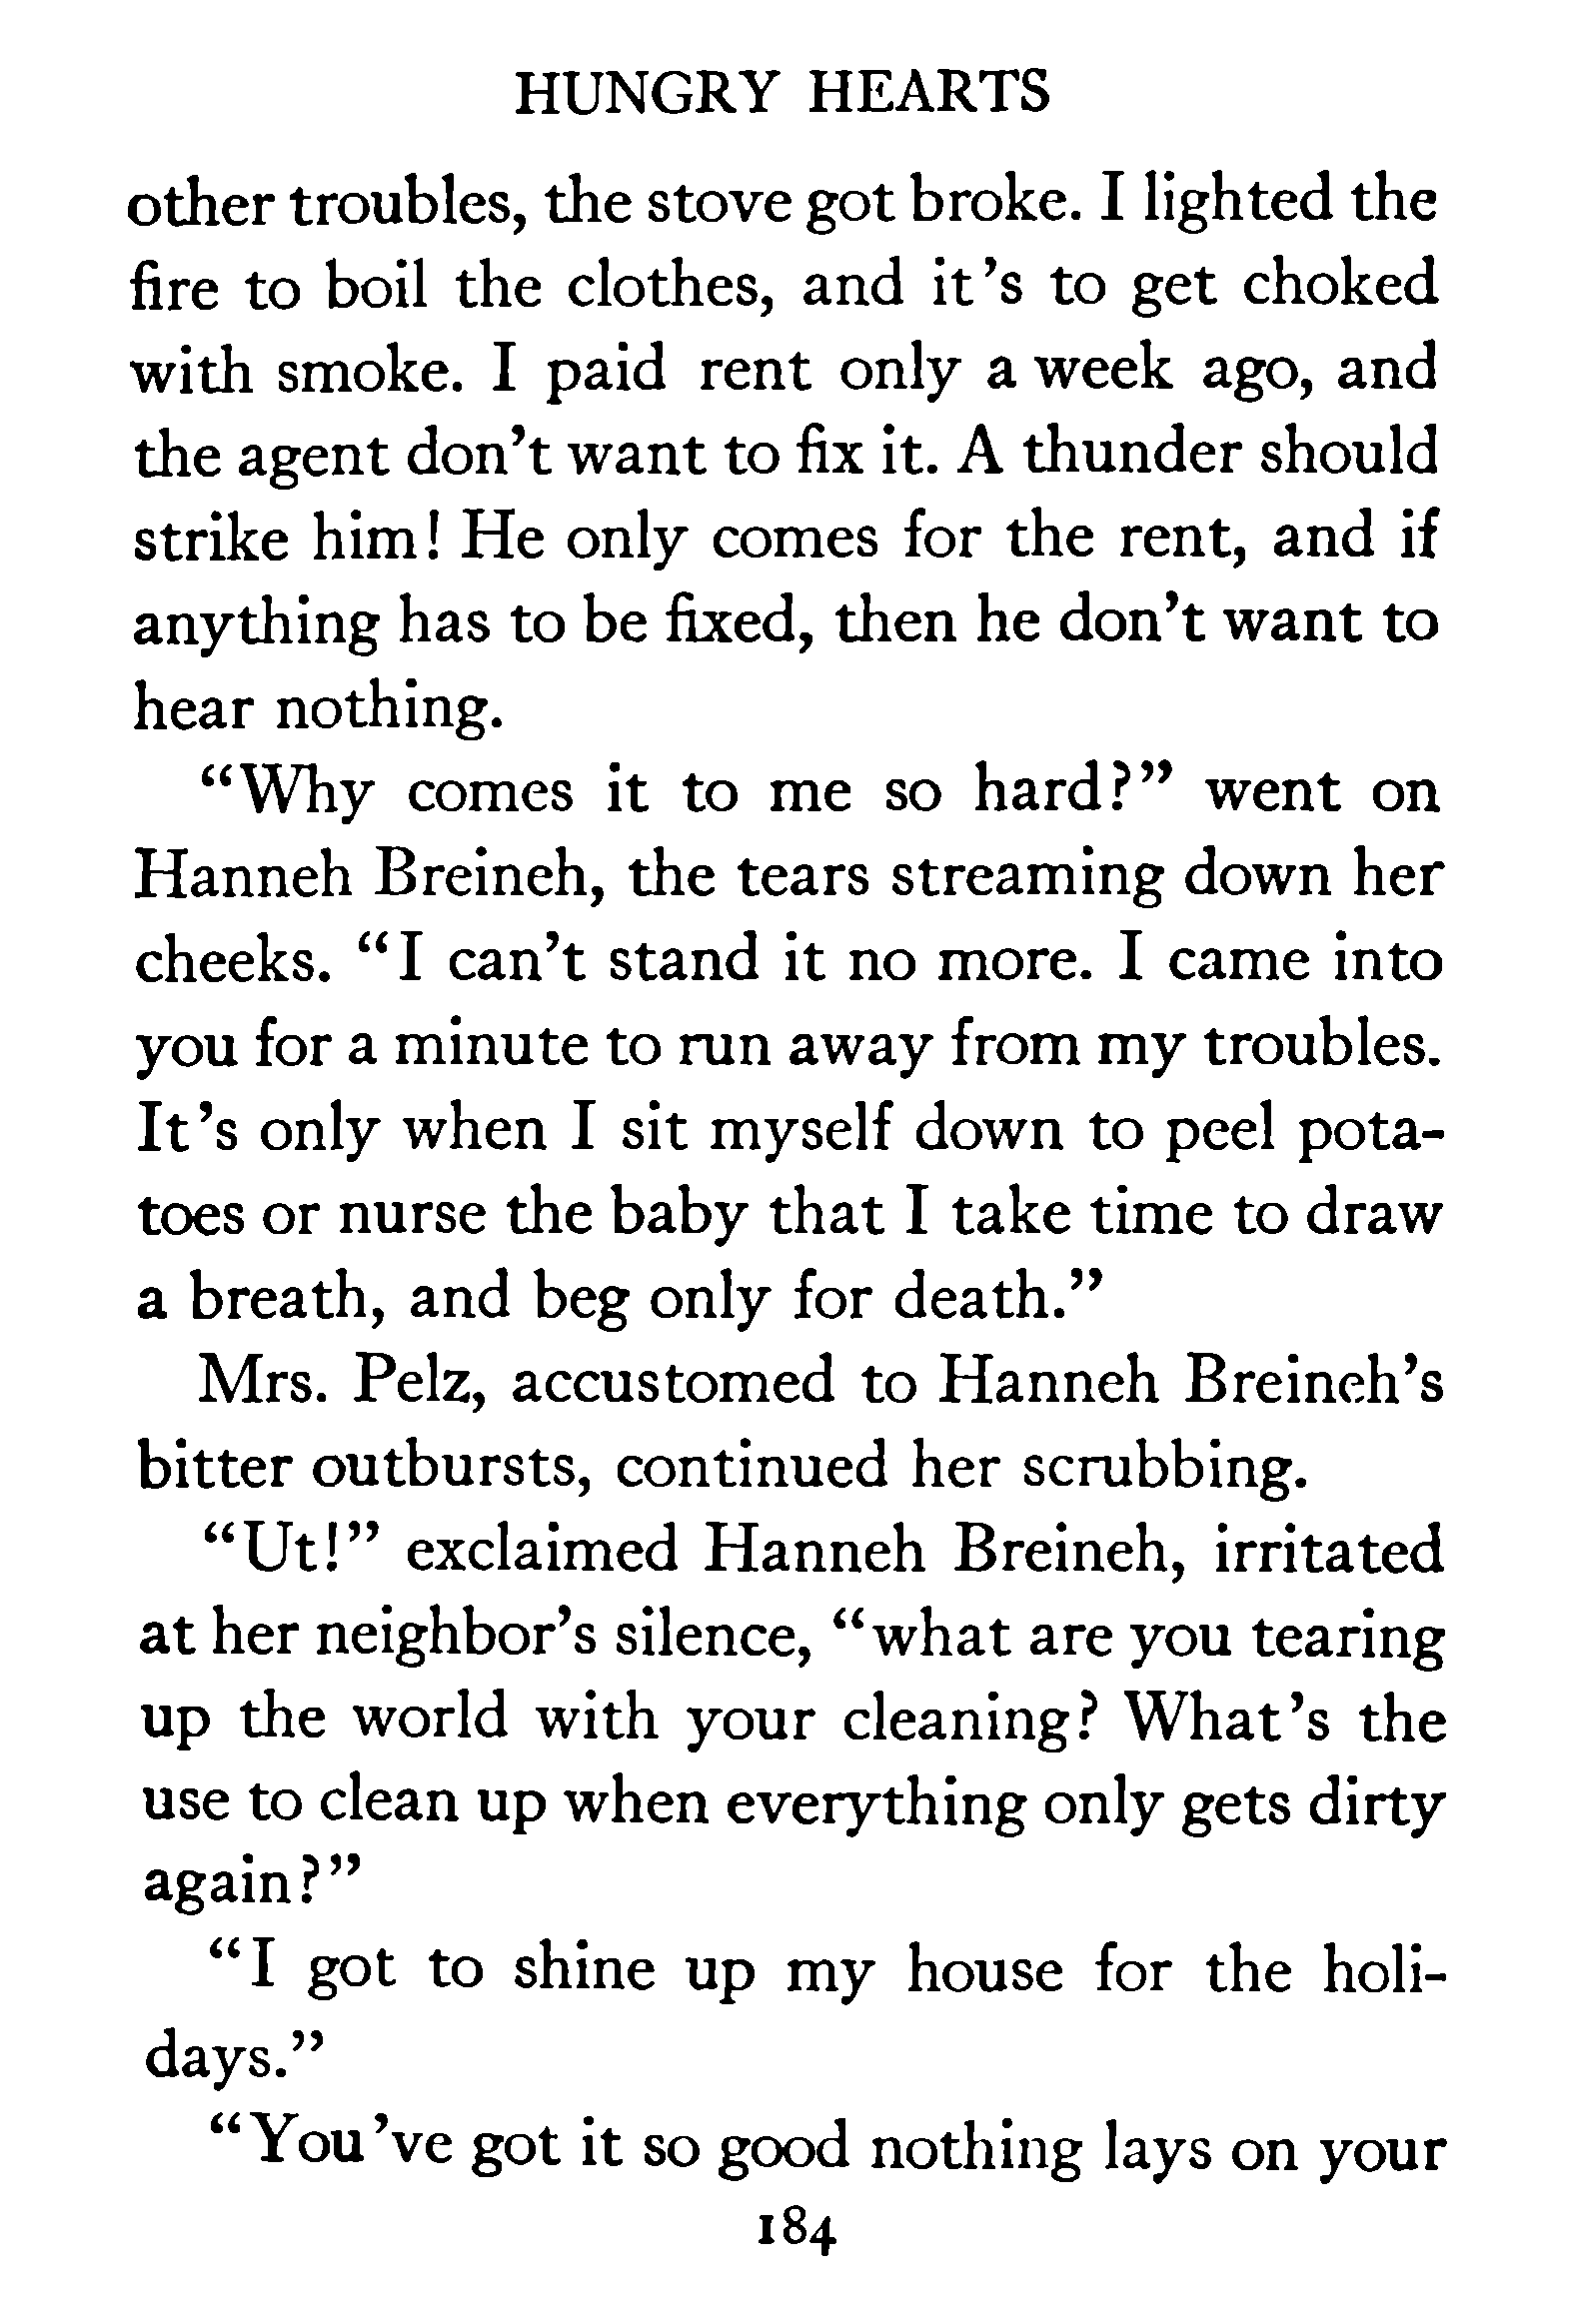 HUNGRY HEARTS
other troubles, the stove got broke. I lighted the
fire to boil the clothes, and it's to get choked
with smoke. I paid rent only a week ago, and
the agent don't want to fix it. A thunder should
strike him! He only comes for the rent, and if
anything has to be fixed, then he don't want to
hear nothing.
“Why comes it to me so hard?” went on
Hanneh Breineh, the tears streaming down her
cheeks. “I can't stand it no more. I came into
you for a minute to run away from my troubles.
It's only when I sit myself down to peel pota-
toes or nurse the baby that I take time to draw
a breath, and beg only for death.”
Mrs. Pelz, accustomed to Hanneh Breineh's
bitter outbursts, continued her scrubbing.
“Ut!” exclaimed Hanneh Breineh, irritated
at her neighbor's silence, “what are you tearing
up the world with your cleaning? What's the
use to clean up when everything only gets dirty
again?”
“I got to shine up my house for the holi-
days.”
“You've got it so good nothing lays on your
184